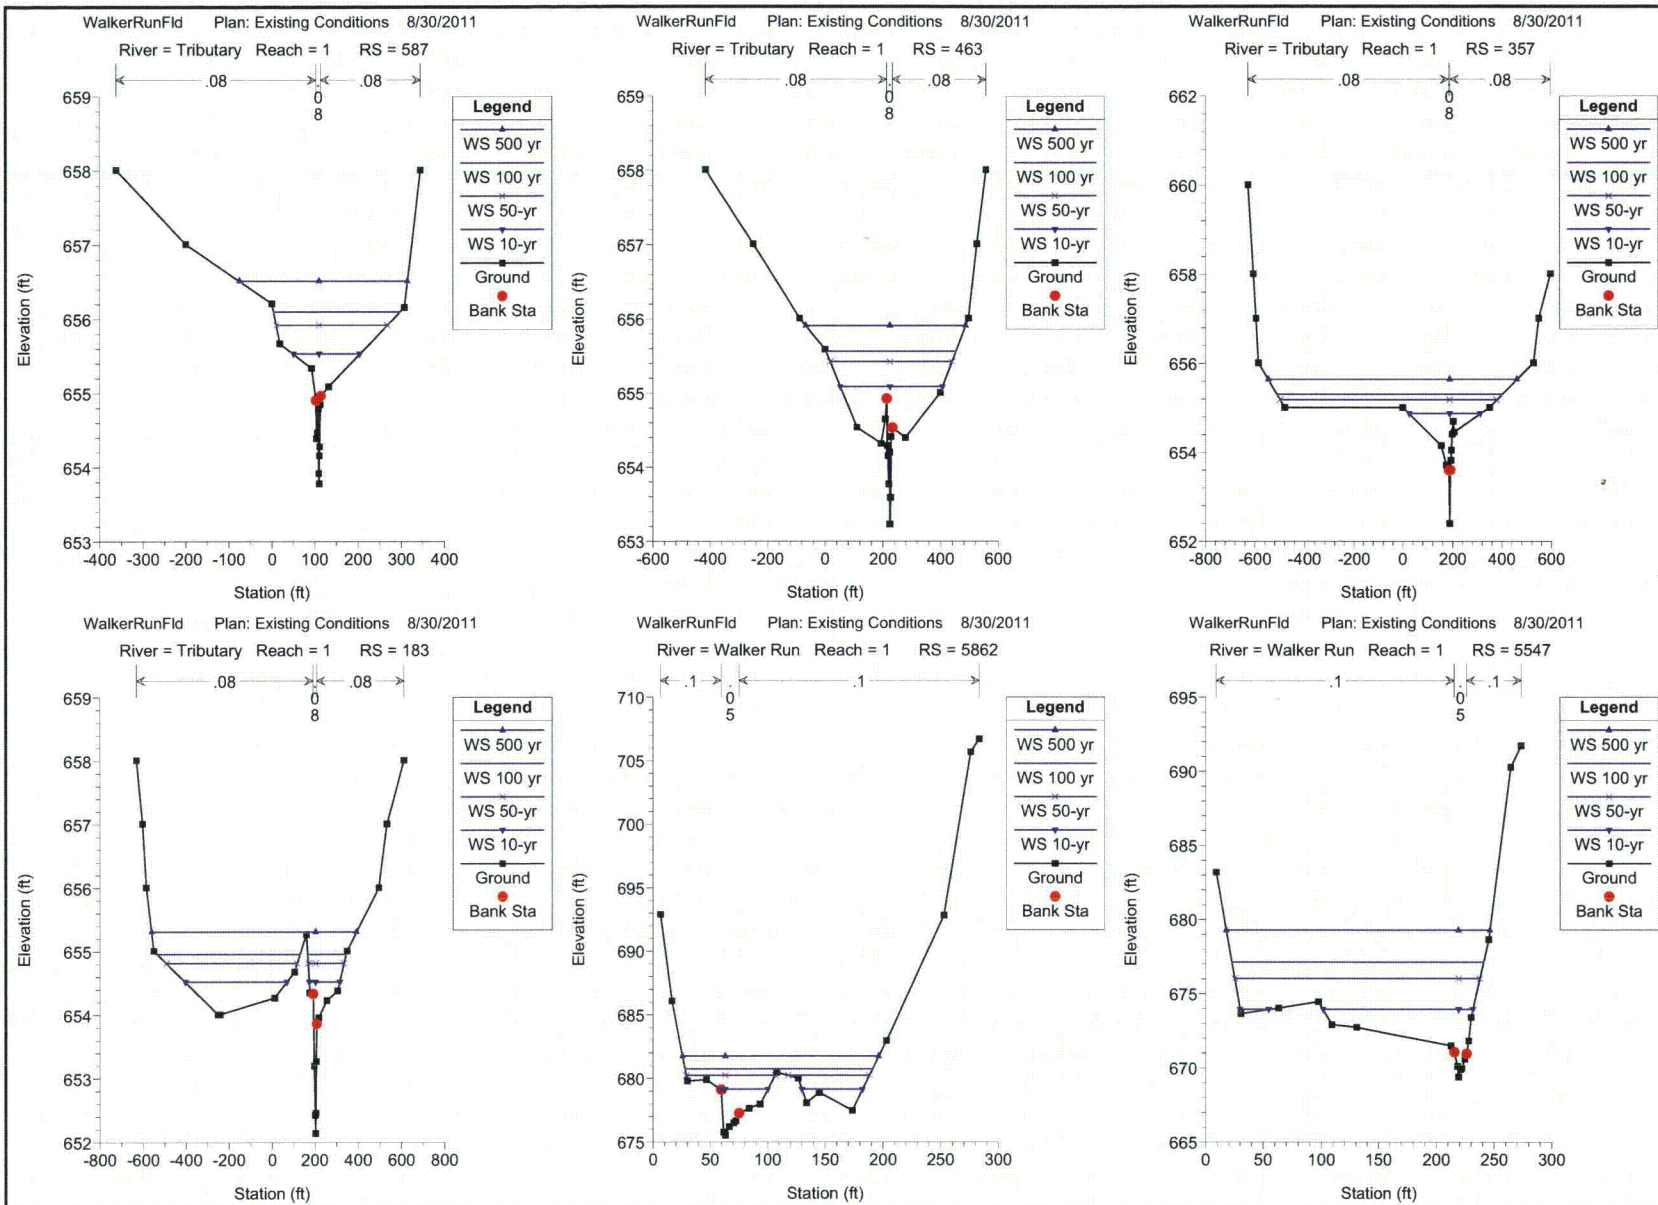 WalkerRunFld Plan: Existing Conditions 8/30/2011
River = Tributary Reach = 1 RS = 587
.08 .08
.
0
8
659
658
657
656
655
654
653
-400 -300 -200 -100 0 100 200 300 400
Elevation (ft)
Station (ft)
Legend
WS 500 yr
WS 100 yr
WS 50-yr
WS 10-yr
Ground
Bank Sta
WalkerRunFld Plan: Existing Conditions 8/30/2011
River = Tributary Reach = 1 RS = 463
.08 .08
.
0
8
659
658
657
656
655
654
653
-600 -400 -200 0 200 400 600
Elevation (ft)
Station (ft)
Legend
WS 500 yr
WS 100 yr
WS 50-yr
WS 10-yr
Ground
Bank Sta
WalkerRunFld Plan: Existing Conditions 8/30/2011
River = Tributary Reach = 1 RS = 357
.08 .08
.
0
8
662
660
658
656
654
652
-800 -600 -400 -200 0 200 400 600
Elevation (ft)
Station (ft)
Legend
WS 500 yr
WS 100 yr
WS 50-yr
WS 10-yr
Ground
Bank Sta
WalkerRunFld Plan: Existing Conditions 8/30/2011
River = Tributary Reach = 1 RS = 183
.08 .08
.
0
8
659
658
657
656
655
654
653
652
-800 -600 -400 -200 0 200 400 600 800
Elevation (ft)
Station (ft)
Legend
WS 500 yr
WS 100 yr
WS 50-yr
WS 10-yr
Ground
Bank Sta
WalkerRunFld Plan: Existing Conditions 8/30/2011
River = Walker Run Reach = 1 RS = 5862
.1 .1
.
0
5
710
705
700
695
690
685
680
675
0 50 100 150 200 250 300
Elevation (ft)
Station (ft)
Legend
WS 500 yr
WS 100 yr
WS 50-yr
WS 10-yr
Ground
Bank Sta
WalkerRunFld Plan: Existing Conditions 8/30/2011
River = Walker Run Reach = 1 RS = 5547
.1 .1
.
0
5
695
690
685
680
675
670
665
0 50 100 150 200 250 300
Elevation (ft)
Station (ft)
Legend
WS 500 yr
WS 100 yr
WS 50-yr
WS 10-yr
Ground
Bank Sta